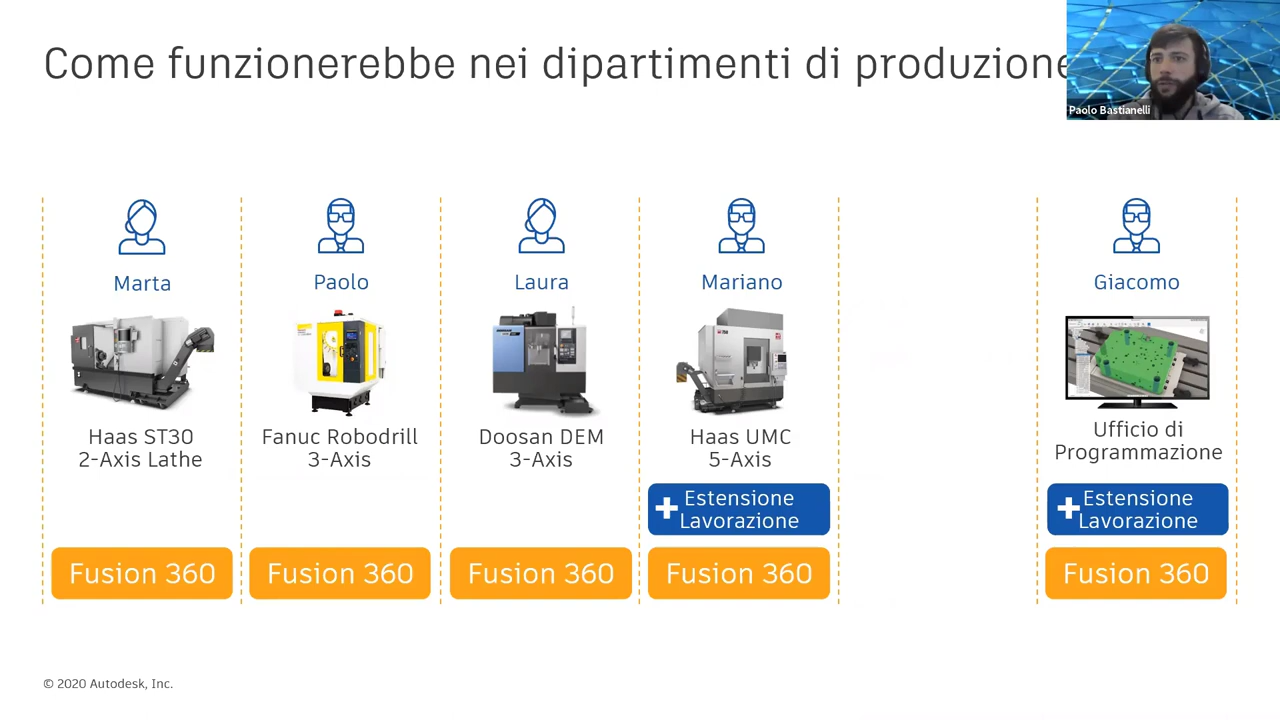 Come funzionerebbe nei dipartimenti di produzione
Paolo Bastianelli
Marta
Paolo
Laura
Mariano
Giacomo
Haas ST30
2-Axis Lathe
Fanuc Robodrill
3-Axis
Doosan DEM
3-Axis
Haas UMC
5-Axis
Ufficio di
Programmazione
Estensione
Lavorazione
Estensione
Lavorazione
Fusion 360
Fusion 360
Fusion 360
Fusion 360
Fusion 360
© 2020 Autodesk, Inc.